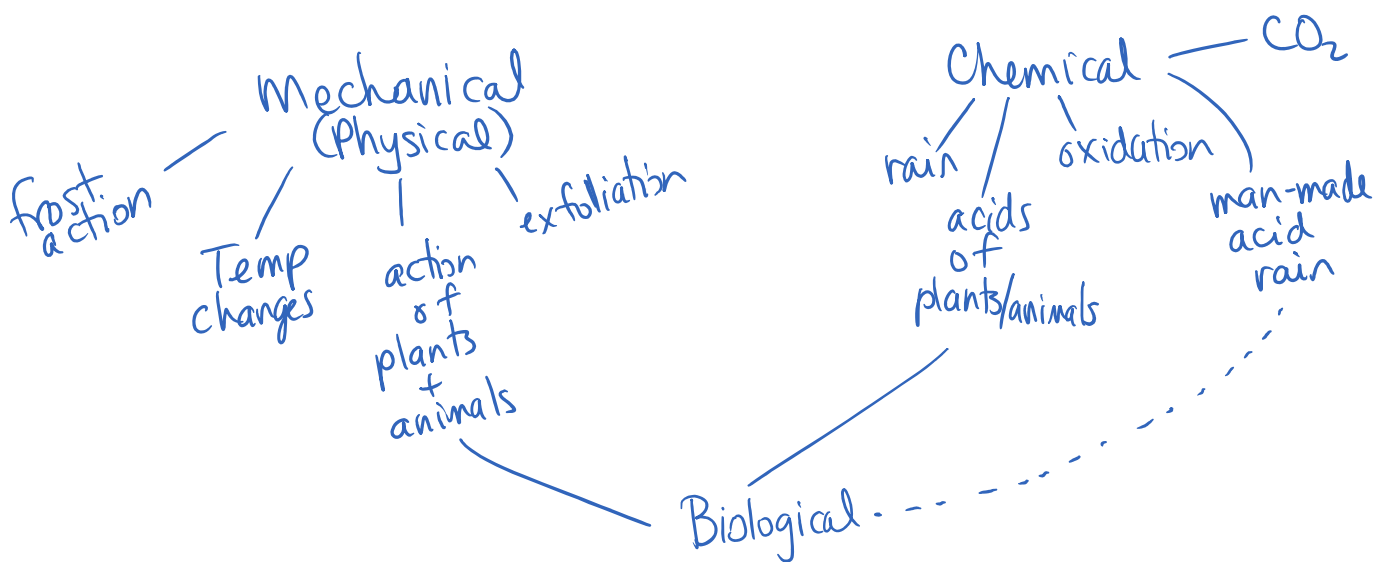 Mechanical
(Physical)
frost
action
Temp
changes
action
of
plants
+
animals
exfoliation
Chemical
CO2
rain
acids
of
plants/animals
oxidation
man-made
acid
rain
Biological